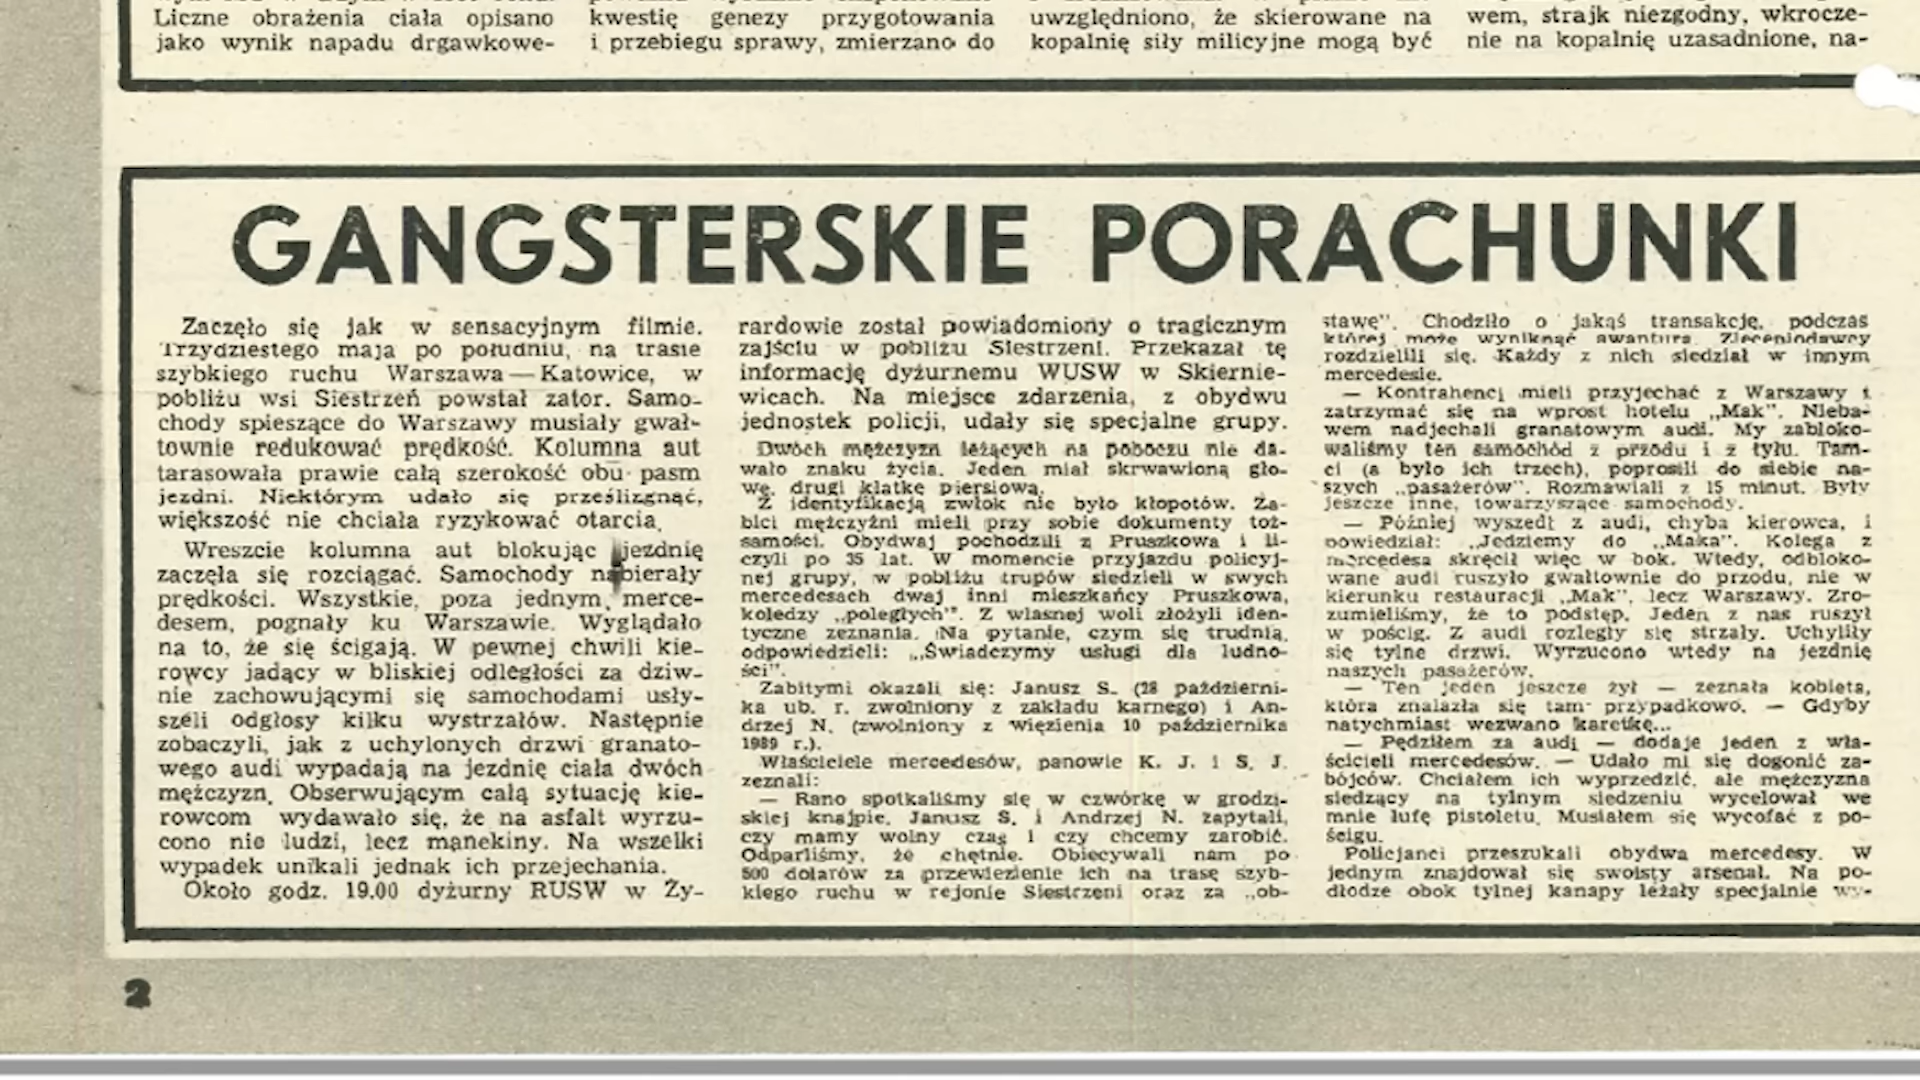 Liczne obrażenia ciała opisano
jako wynik napadu drgawkowe-
kwestię genezy przygotowania
i przebiegu sprawy, zmierzano do
uwzględniono, że skierowane na
kopalnię siły milicyjne mogą być
wem, strajk niezgodny, wkrocze-
nie na kopalnię uzasadnione, na-
GANGSTERSKIE PORACHUNKI
Zaczęło się jak w sensacyjnym filmie.
Trzydziestego maja po południu, na trasie
szybkiego ruchu Warszawa — Katowice, w
pobliżu wsi Siestrzeń powstał zator. Samo-
chody spieszące do Warszawy musiały gwał-
townie redukować prędkość. Kolumna aut
tarasowała prawie całą szerokość obu pasm
jezdni. Niektórym udało się prześlizgnąć,
większość nie chciała ryzykować otarcia.
Wreszcie kolumna aut blokując jezdnię
zaczęła się rozciągać. Samochody nabierały
prędkości. Wszystkie, poza jednym merce-
desem, pognały ku Warszawie. Wyglądało
na to, że się ścigają. W pewnej chwili kie-
rowcy jadący w bliskiej odległości za dziw-
nie zachowującymi się samochodami usły-
szeli odgłosy kilku wystrzałów. Następnie
zobaczyli, jak z uchylonych drzwi granato-
wego audi wypadają na jezdnię ciała dwóch
mężczyzn. Obserwującym całą sytuację kie-
rowcom wydawało się, że na asfalt wyrzu-
cono nie ludzi, lecz manekiny. Na wszelki
wypadek unikali jednak ich przejechania.
Około godz. 19.00 dyżurny RUSW w Ży-
rardowie został powiadomiony o tragicznym
zajściu w pobliżu Siestrzeni. Przekazał tę
informację dyżurnemu WUSW w Skiernie-
wicach. Na miejsce zdarzenia, z obydwu
jednostek policji, udały się specjalne grupy.
Dwóch mężczyzn leżących na poboczu nie da-
wało znaku życia. Jeden miał skrwawioną gło-
wę, drugi klatkę piersiową.
Z identyfikacją zwłok nie było kłopotów. Za-
bici mężczyźni mieli przy sobie dokumenty toż-
samości. Obydwaj pochodzili z Pruszkowa i li-
czyli po 35 lat. W momencie przyjazdu policyj-
nej grupy, w pobliżu trupów siedzieli w swych
mercedesach dwaj inni mieszkańcy Pruszkowa,
koledzy „poległych”. Z własnej woli złożyli iden-
tyczne zeznania. Na pytanie, czym się trudnią,
odpowiedzieli: „Świadczymy usługi dla ludno-
ści”.
Zabitymi okazali się: Janusz S. (28 październi-
ka ub. r. zwolniony z zakładu karnego) i An-
drzej N. (zwolniony z więzienia 10 października
1989 r.).
Właściciele mercedesów, panowie K. J. i S. J.
zeznali:
— Rano spotkaliśmy się w czwórkę w grodzi-
skiej knajpie. Janusz S. i Andrzej N. zapytali,
czy mamy wolny czas i czy chcemy zarobić.
Odparliśmy, że chętnie. Obiecywali nam po
500 dolarów za przewiezienie ich na trasę szyb-
kiego ruchu w rejonie Siestrzeni oraz za „ob-
stawę”. Chodziło o jakąś transakcję, podczas
której może wyniknąć awantura. Zleceniodawcy
rozdzielili się. Każdy z nich siedział w innym
mercedesie.
— Kontrahenci mieli przyjechać z Warszawy i
zatrzymać się na wprost hotelu „Mak”. Nieba-
wem nadjechali granatowym audi. My zabloko-
waliśmy ten samochód z przodu i z tyłu. Tam-
ci (a było ich trzech), poprosili do siebie na-
szych „pasażerów”. Rozmawiali z 15 minut. Były
jeszcze inne, towarzyszące samochody.
— Później wyszedł z audi, chyba kierowca, i
powiedział: „Jedziemy do „Maka”. Kolega z
mercedesa skręcił więc w bok. Wtedy, odbloko-
wane audi ruszyło gwałtownie do przodu, nie w
kierunku restauracji „Mak”, lecz Warszawy. Zro-
zumieliśmy, że to podstęp. Jeden z nas ruszył
w pościg. Z audi rozległy się strzały. Uchyliły
się tylne drzwi. Wyrzucono wtedy na jezdnię
naszych pasażerów.
— Ten jeden jeszcze żył — zeznała kobieta,
która znalazła się tam przypadkowo. — Gdyby
natychmiast wezwano karetkę...
— Pędziłem za audi — dodaje jeden z wła-
ścicieli mercedesów. — Udało mi się dogonić za-
bójców. Chciałem ich wyprzedzić, ale mężczyzna
siedzący na tylnym siedzeniu wycelował we
mnie lufę pistoletu. Musiałem się wycofać z po-
ścigu.
Policjanci przeszukali obydwa mercedesy. W
jednym znajdował się swoisty arsenał. Na po-
dłodze obok tylnej kanapy leżały specjalnie wy-
2